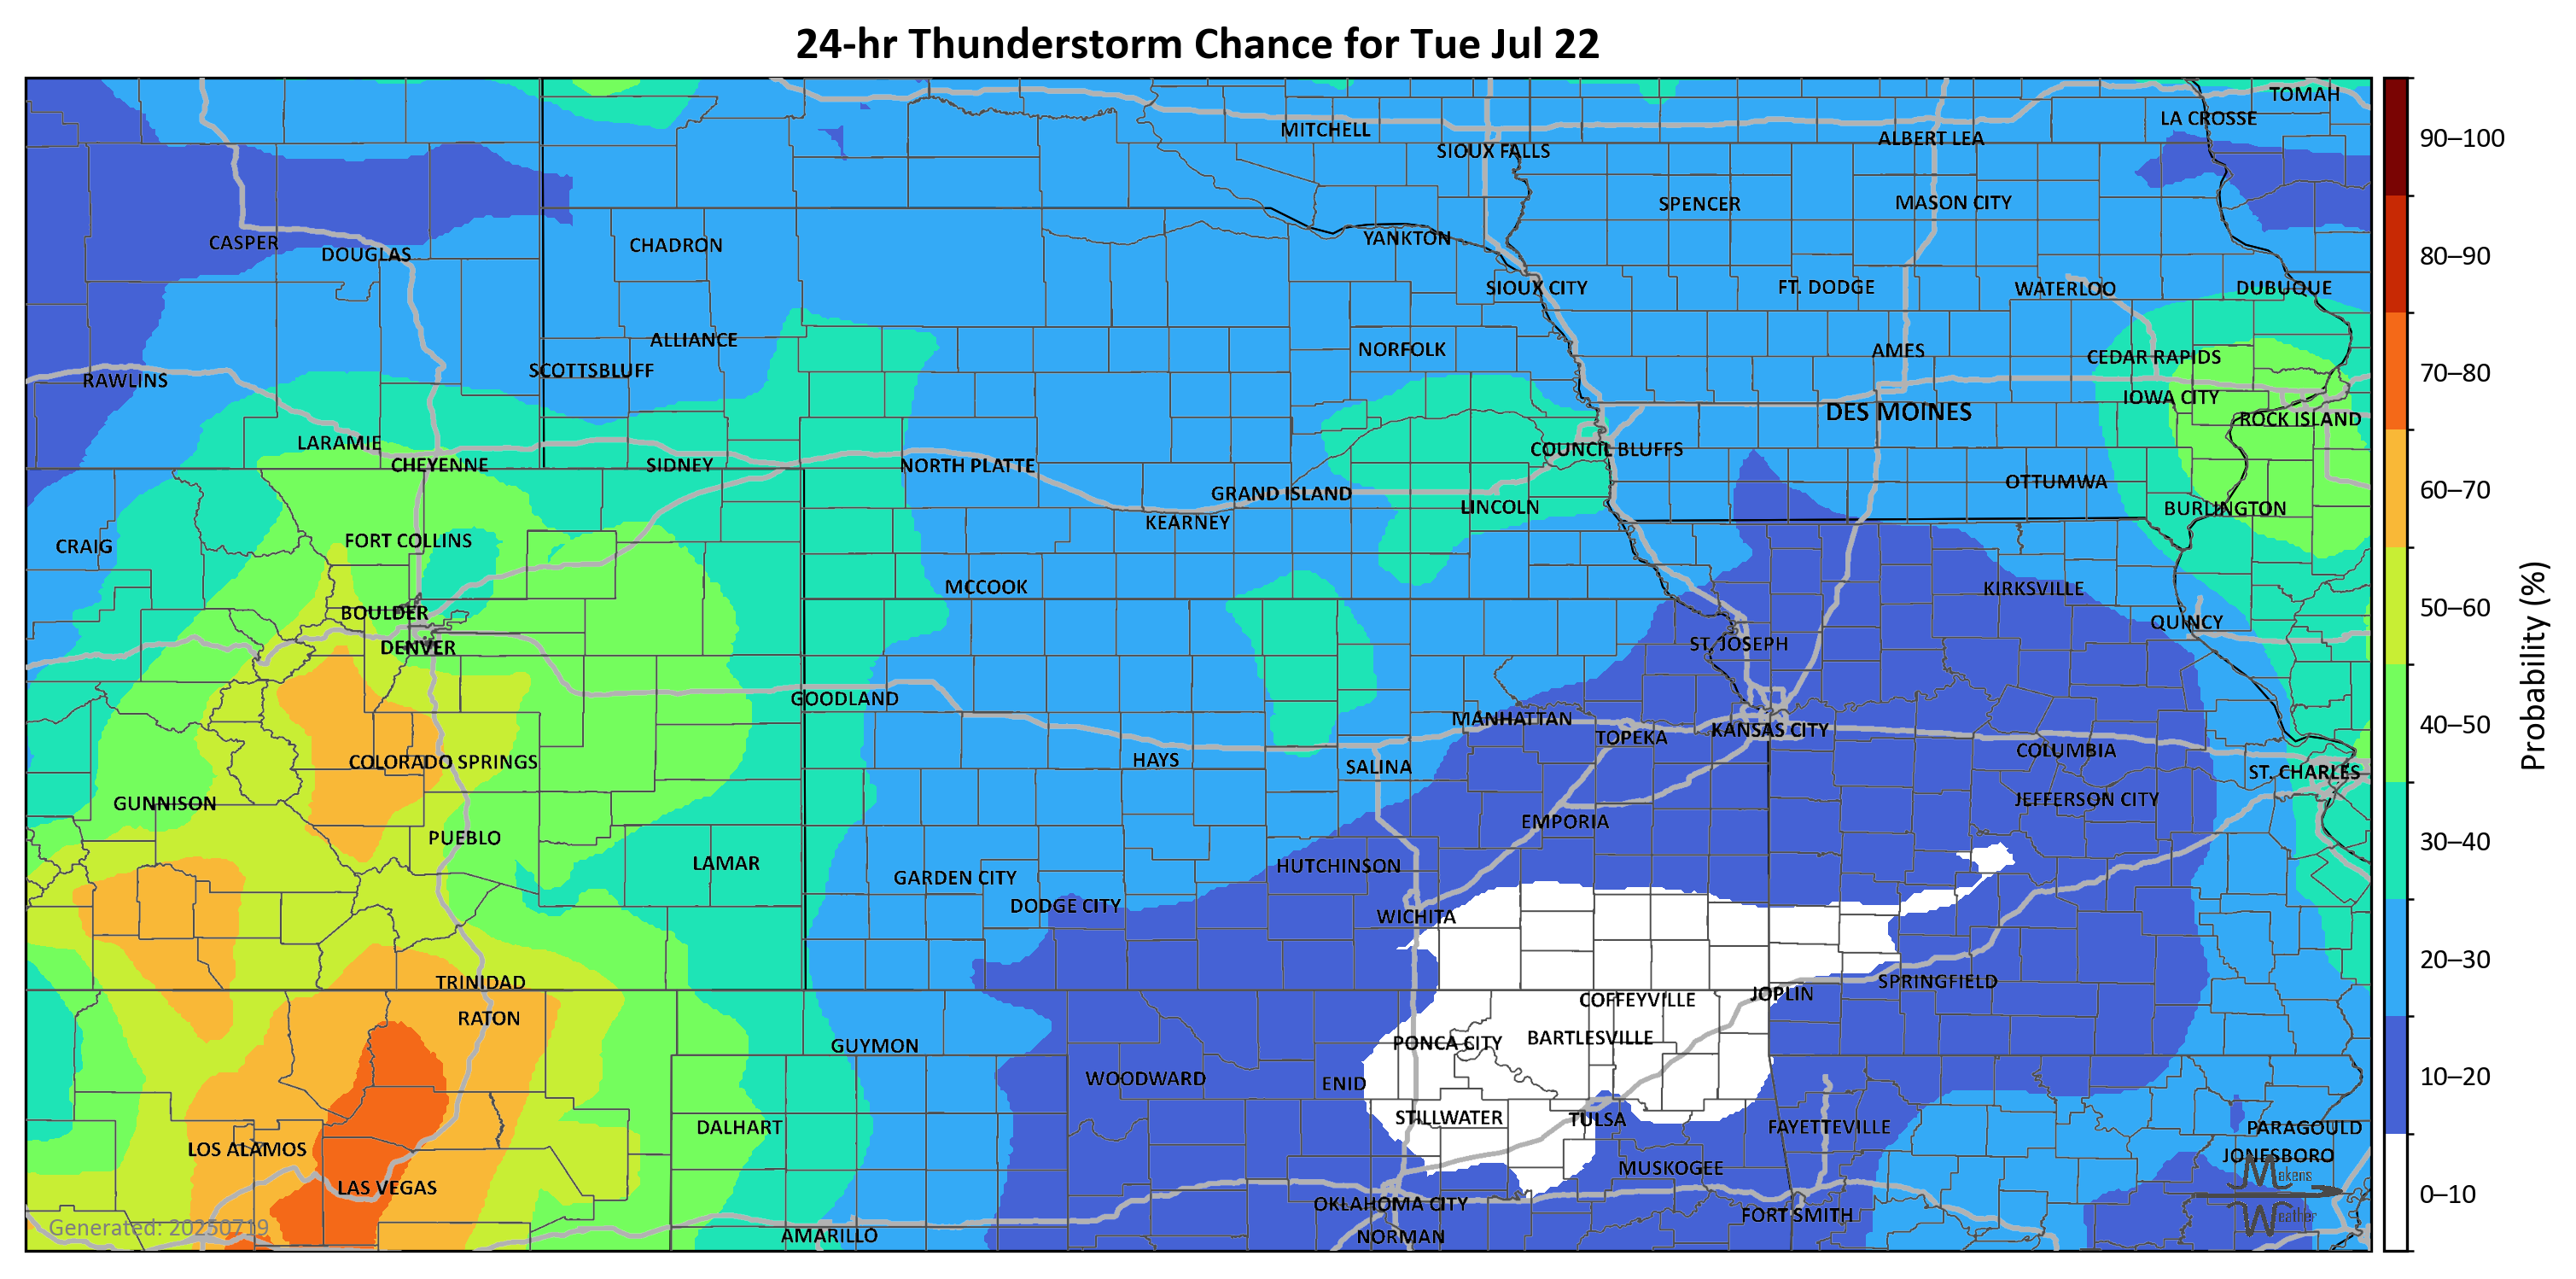 24-hr Thunderstorm Chance for Tue Jul 22
TOMAH
LA CROSSE
MITCHELL
ALBERT LEA
SIOUX FALLS
SPENCER
MASON CITY
CASPER
DOUGLAS
CHADRON
YANKTON
SIOUX CITY
FT. DODGE
WATERLOO
DUBUQUE
ALLIANCE
NORFOLK
AMES
CEDAR RAPIDS
RAWLINS
SCOTTSBLUFF
IOWA CITY
DES MOINES
ROCK ISLAND
LARAMIE
CHEYENNE
SIDNEY
NORTH PLATTE
COUNCIL BLUFFS
GRAND ISLAND
LINCOLN
OTTUMWA
BURLINGTON
KEARNEY
CRAIG
FORT COLLINS
MCCOOK
KIRKSVILLE
BOULDER
QUINCY
DENVER
ST. JOSEPH
GOODLAND
MANHATTAN
TOPEKA
KANSAS CITY
COLORADO SPRINGS
HAYS
SALINA
COLUMBIA
ST. CHARLES
GUNNISON
JEFFERSON CITY
PUEBLO
EMPORIA
LAMAR
GARDEN CITY
HUTCHINSON
DODGE CITY
WICHITA
TRINIDAD
COFFEYVILLE
JOPLIN
SPRINGFIELD
RATON
GUYMON
PONCA CITY
BARTLESVILLE
WOODWARD
ENID
DALHART
STILLWATER
TULSA
FAYETTEVILLE
PARAGOULD
LOS ALAMOS
JONESBORO
MUSKOGEE
LAS VEGAS
OKLAHOMA CITY
FORT SMITH
AMARILLO
NORMAN
Generated: 20250719
Makens
Weather
90–100
80–90
70–80
60–70
50–60
40–50
30–40
20–30
10–20
0–10
Probability (%)